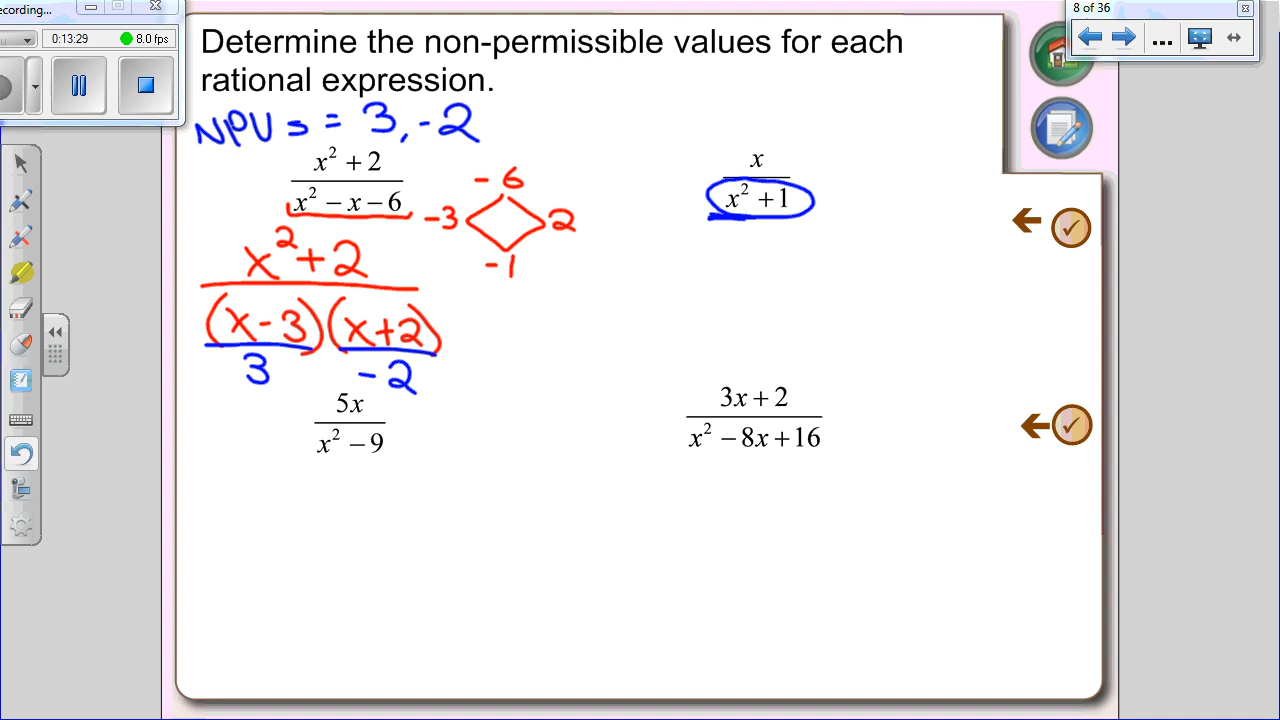 ecording...
0:13:29 8.0 fps
8 of 36
Determine the non-permissible values for each
rational expression.
NPVs = 3, -2
x² + 2
x² − x − 6
-6
-3 2
-1
x² + 2
(x-3)(x+2)
3 -2
x
x² + 1
5x
x² − 9
3x + 2
x² − 8x + 16